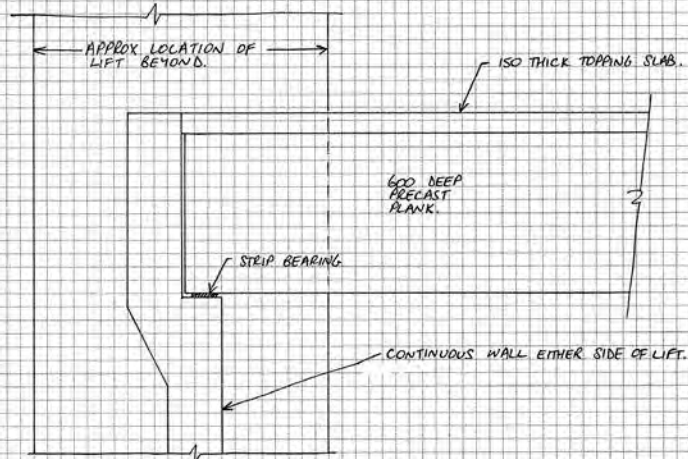 APPROX LOCATION OF
LIFT BEYOND.
150 THICK TOPPING SLAB.
600 DEEP
PRECAST
PLANK.
STRIP BEARING
CONTINUOUS WALL EITHER SIDE OF LIFT.